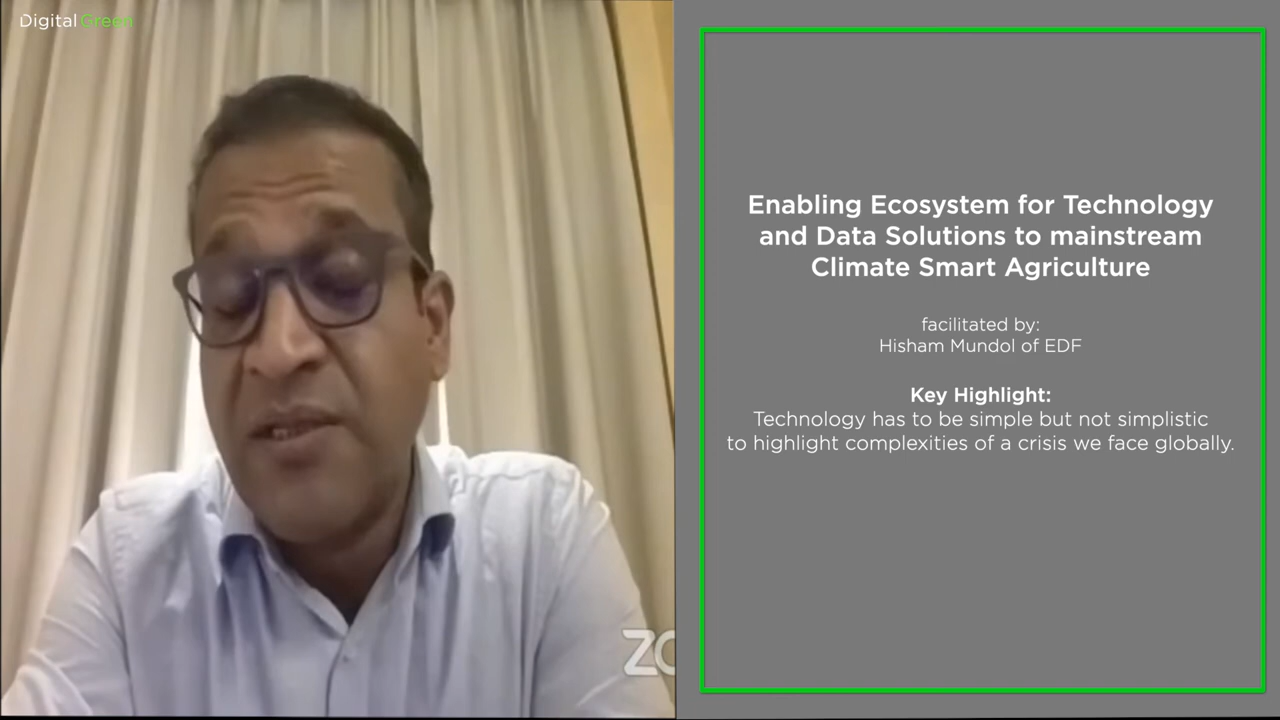 Digital Green
Enabling Ecosystem for Technology
and Data Solutions to mainstream
Climate Smart Agriculture
facilitated by:
Hisham Mundol of EDF
Key Highlight:
Technology has to be simple but not simplistic
to highlight complexities of a crisis we face globally.